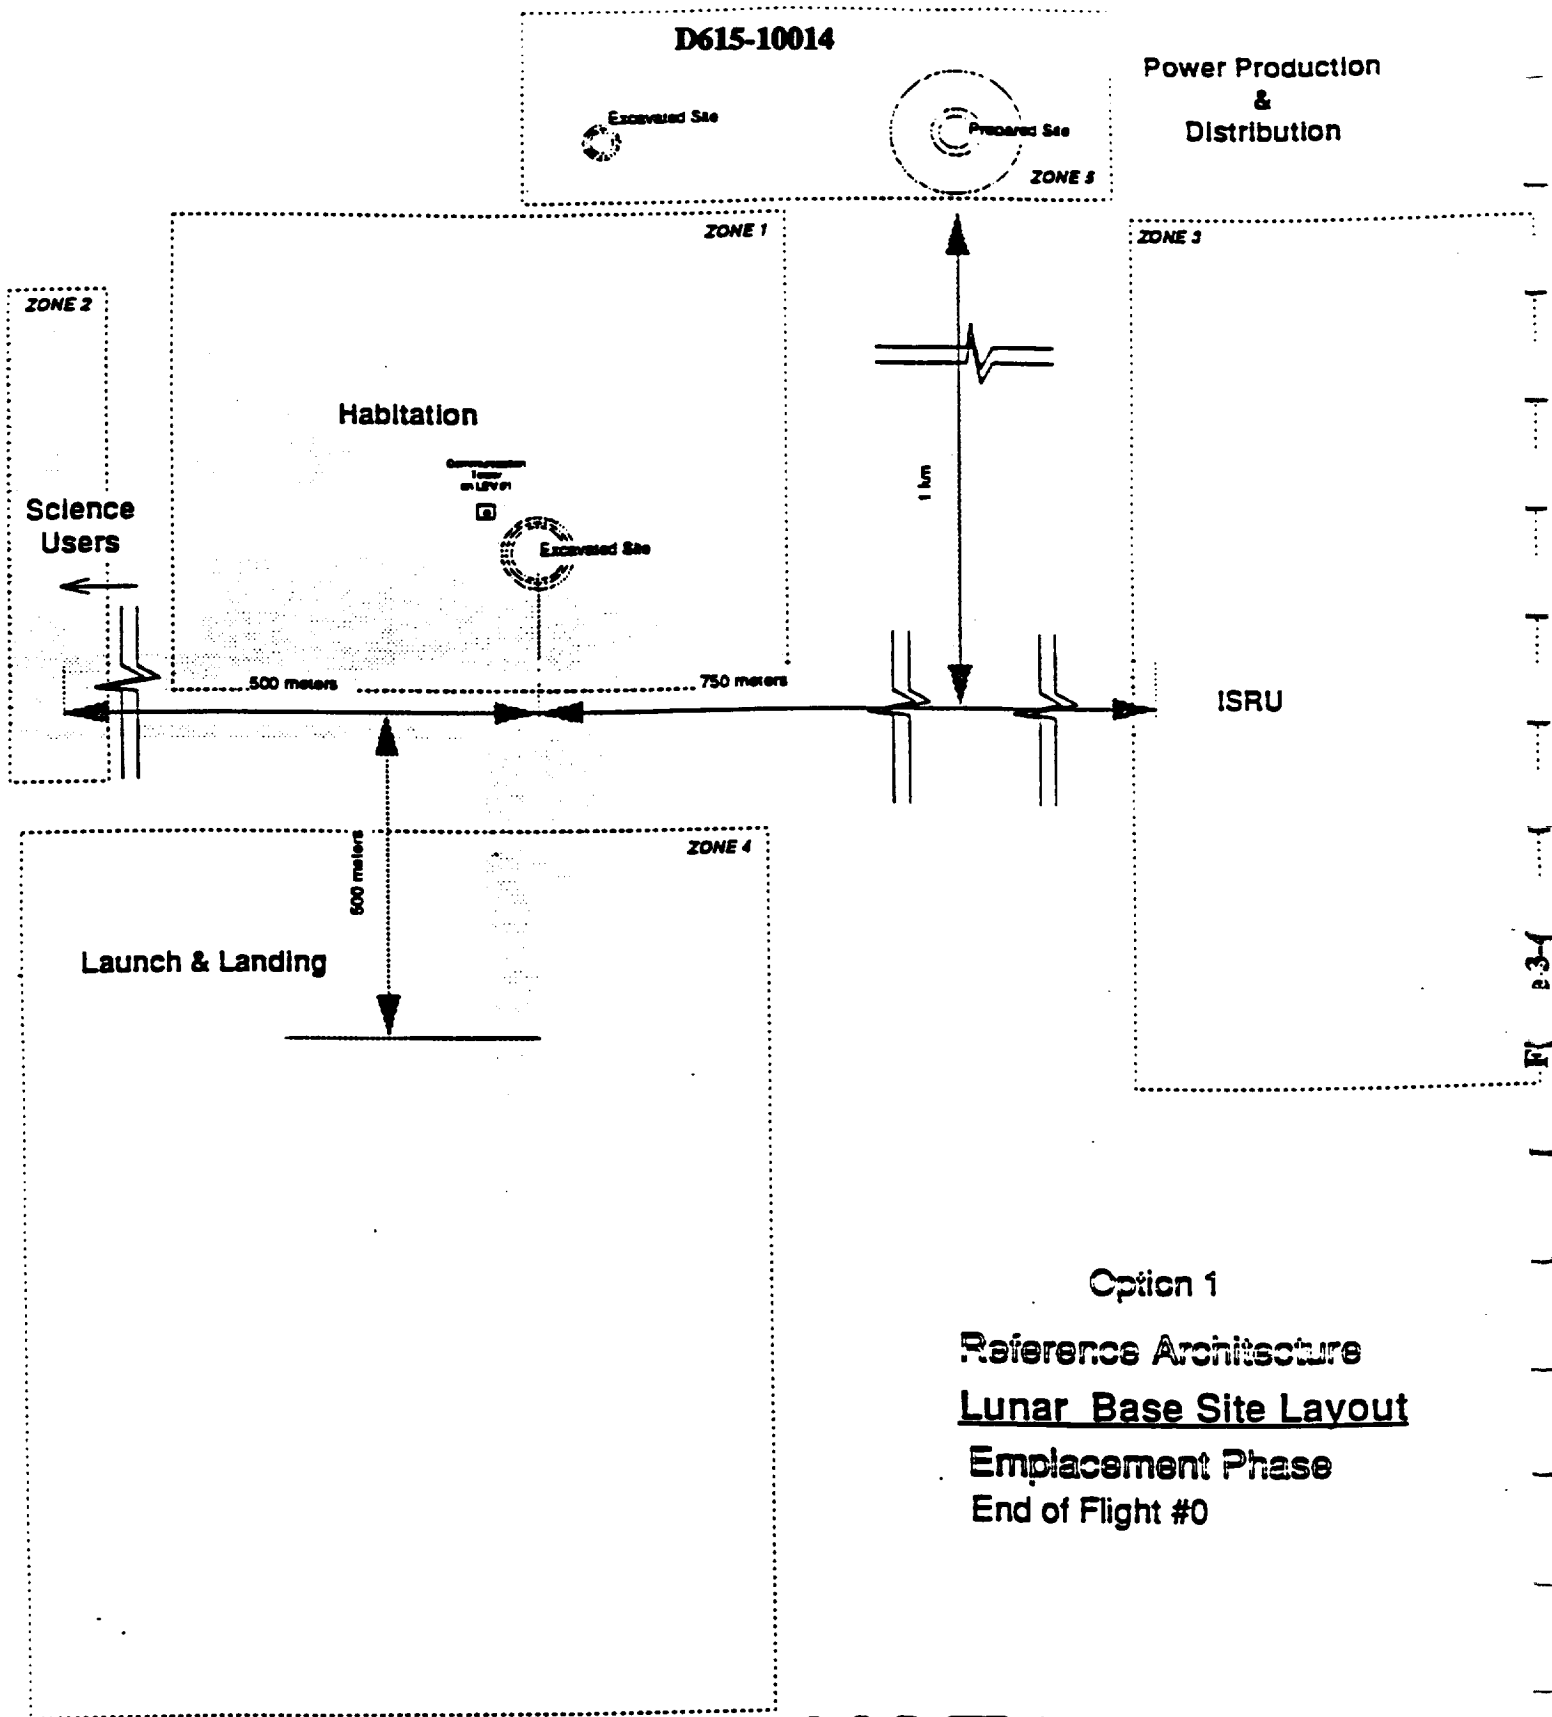 D615-10014
Power Production
&
Distribution
Excavated Site
Prepared Site
ZONE 5
ZONE 1
ZONE 3
ZONE 2
Habitation
Communication
Tower
Science
Users
Excavated Site
1 km
500 meters
750 meters
ISRU
ZONE 4
500 meters
Launch & Landing
Option 1
Reference Architecture
Lunar Base Site Layout
Emplacement Phase
End of Flight #0